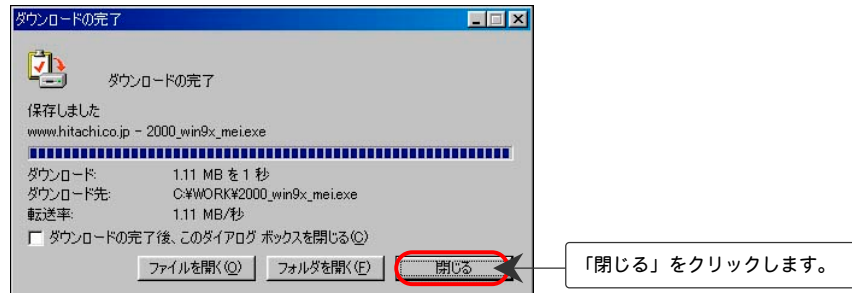 ダウンロードの完了
ダウンロードの完了
保存しました
www.hitachi.co.jp - 2000_win9x_mei.exe
ダウンロード: 1.11 MB を 1 秒
ダウンロード先: C:¥WORK¥2000_win9x_mei.exe
転送率: 1.11 MB/秒
ダウンロードの完了後、このダイアログ ボックスを閉じる(C)
ファイルを開く(O) フォルダを開く(F) 閉じる
「閉じる」をクリックします。